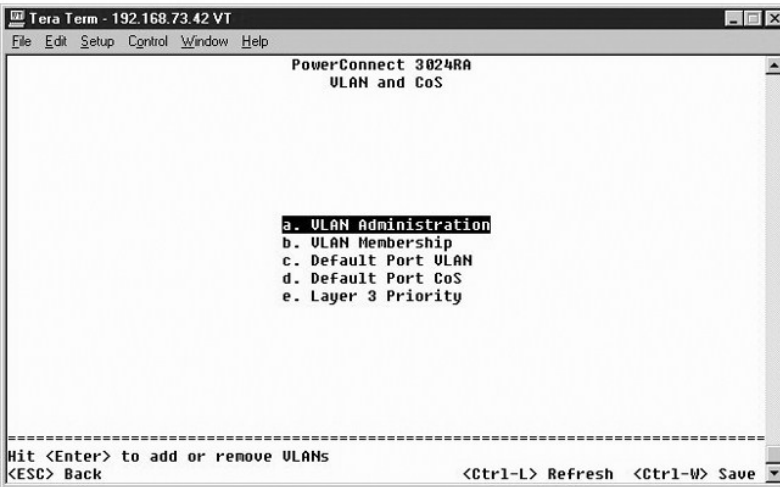 Tera Term - 192.168.73.42 VT
File Edit Setup Control Window Help
PowerConnect 3024RA
VLAN and CoS
a. VLAN Administration
b. VLAN Membership
c. Default Port VLAN
d. Default Port CoS
e. Layer 3 Priority
Hit <Enter> to add or remove VLANs
<ESC> Back <Ctrl-L> Refresh <Ctrl-W> Save